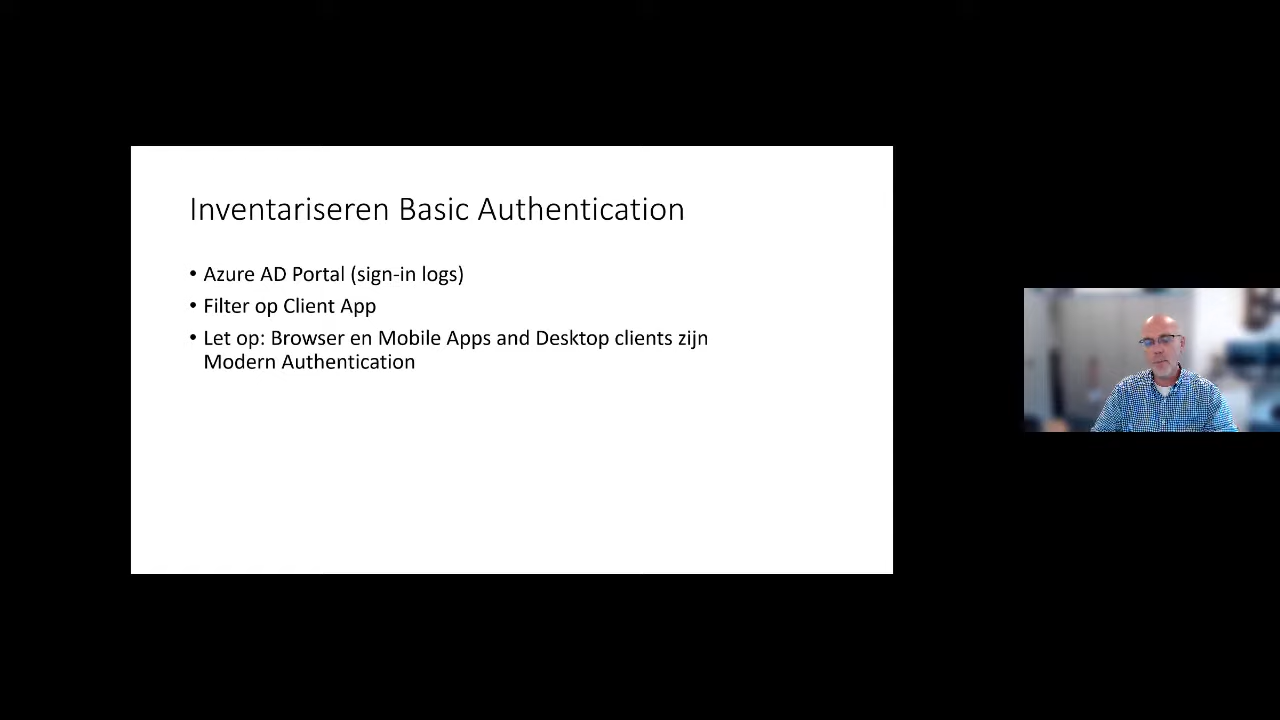 Inventariseren Basic Authentication
• Azure AD Portal (sign-in logs)
• Filter op Client App
• Let op: Browser en Mobile Apps and Desktop clients zijn
Modern Authentication